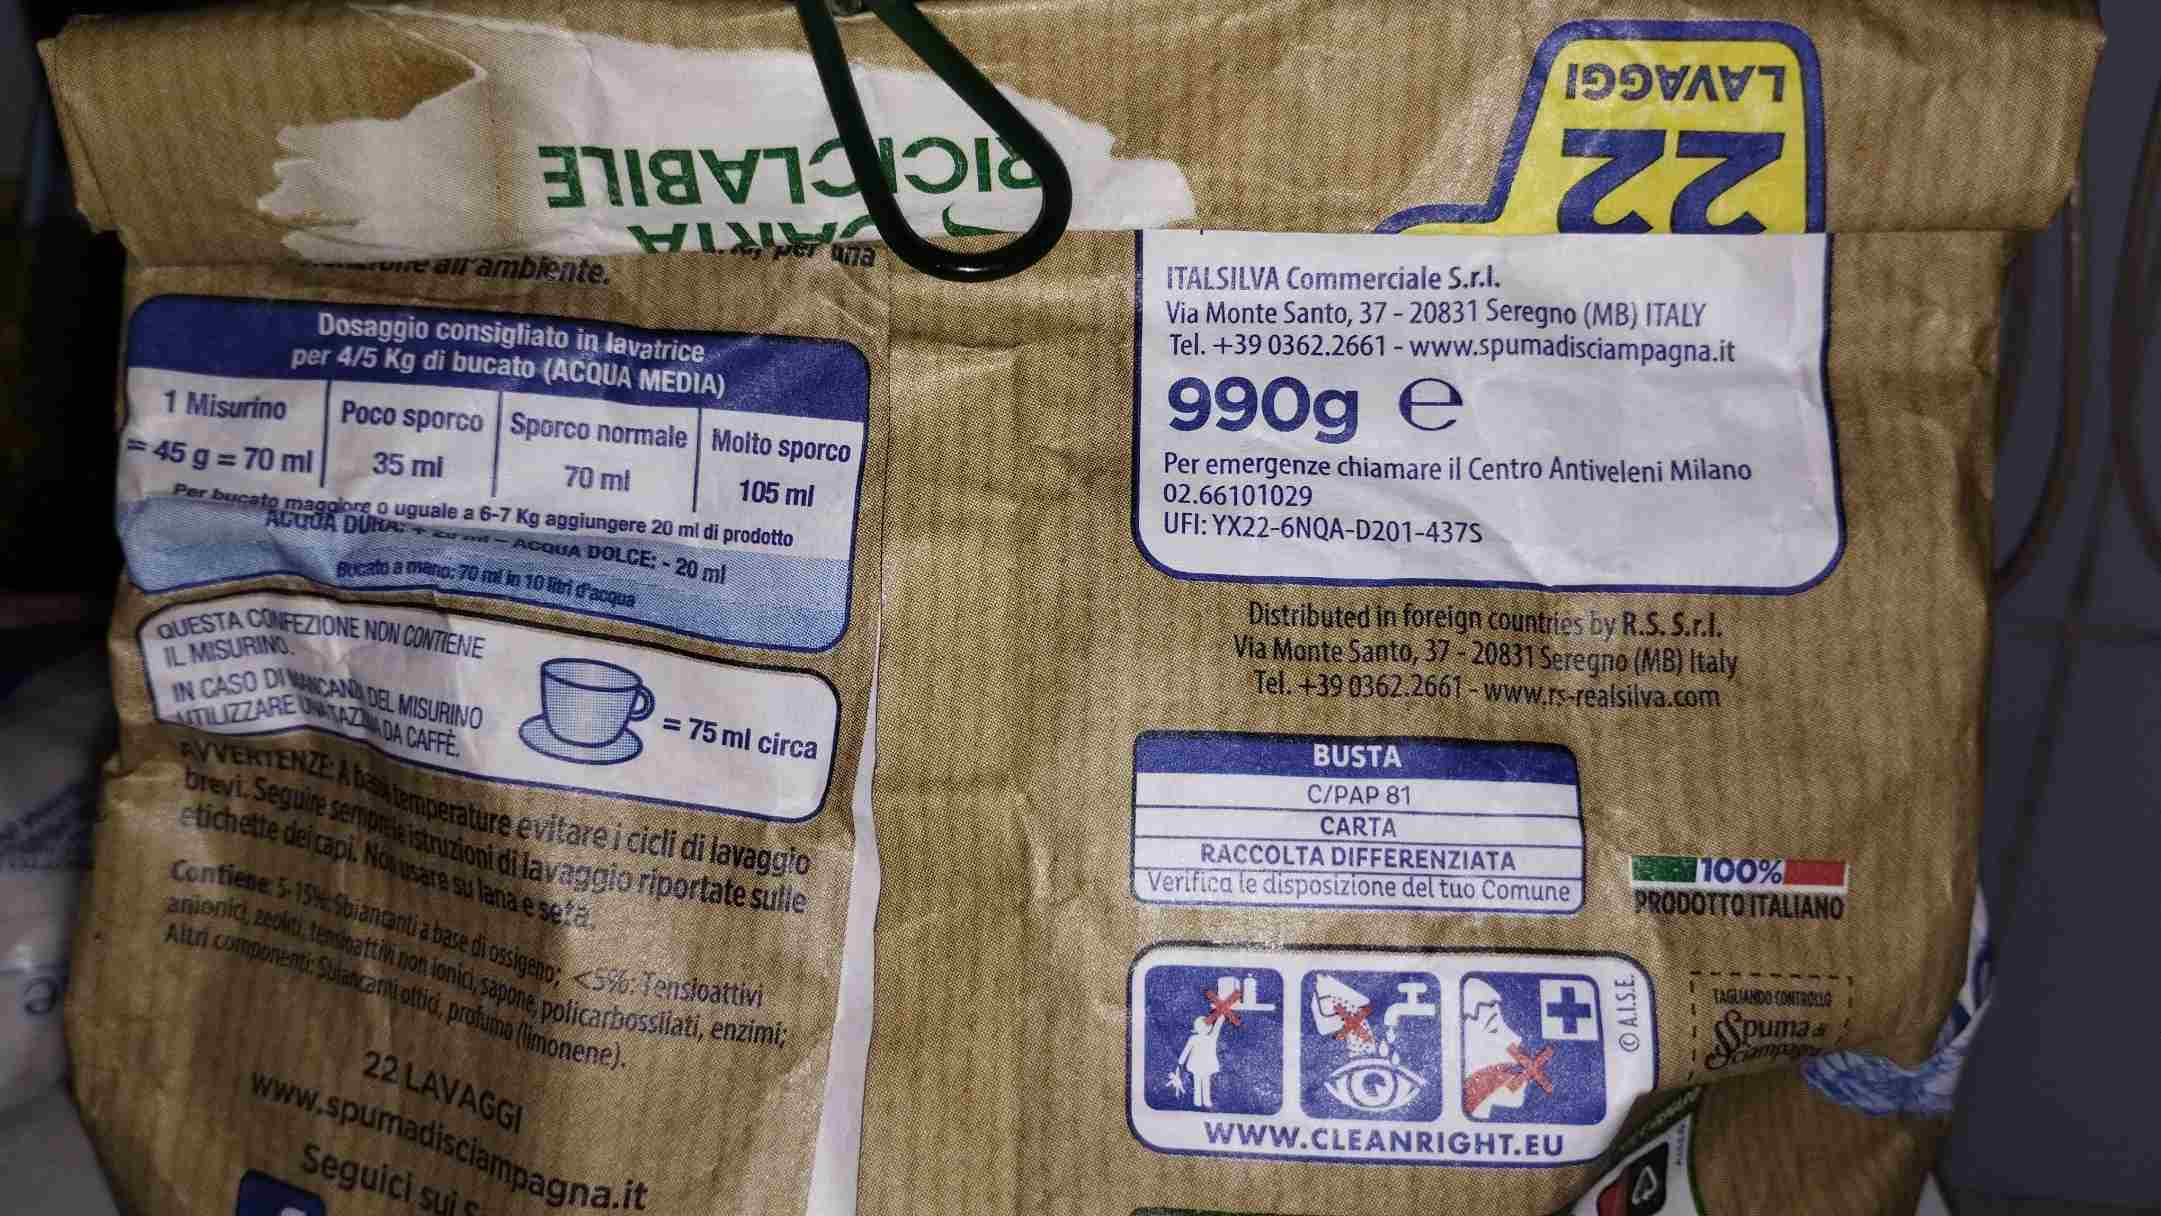 LAVAGGI
22
RICICLABILE
CARTA
per una
all'ambiente.
Dosaggio consigliato in lavatrice
per 4/5 Kg di bucato (ACQUA MEDIA)
1 Misurino
= 45 g = 70 ml
Poco sporco
35 ml
Sporco normale
70 ml
Molto sporco
105 ml
Per bucato maggiore o uguale a 6-7 Kg aggiungere 20 ml di prodotto
ACQUA DURA: + 20 ml – ACQUA DOLCE: - 20 ml
Bucato a mano: 70 ml in 10 litri d'acqua
QUESTA CONFEZIONE NON CONTIENE
IL MISURINO.
IN CASO DI MANCANZA DEL MISURINO
UTILIZZARE UNA TAZZINA DA CAFFÈ.
= 75 ml circa
AVVERTENZE: A bassa temperature evitare i cicli di lavaggio
brevi. Seguire sempre le istruzioni di lavaggio riportate sulle
etichette dei capi. Non usare su lana e seta.
Contiene: 5-15%: Sbiancanti a base di ossigeno; <5%: Tensioattivi
anionici, zeoliti, tensioattivi non ionici, sapone, policarbossilati, enzimi;
Altri componenti: Sbiancanti ottici, profumo (limonene).
22 LAVAGGI
www.spumadisciampagna.it
Seguici sui
ITALSILVA Commerciale S.r.l.
Via Monte Santo, 37 - 20831 Seregno (MB) ITALY
Tel. +39 0362.2661 - www.spumadisciampagna.it
990g ℮
Per emergenze chiamare il Centro Antiveleni Milano
02.66101029
UFI: YX22-6NQA-D201-437S
Distributed in foreign countries by R.S. S.r.l.
Via Monte Santo, 37 - 20831 Seregno (MB) Italy
Tel. +39 0362.2661 - www.rs-realsilva.com
BUSTA
C/PAP 81
CARTA
RACCOLTA DIFFERENZIATA
Verifica le disposizione del tuo Comune
100%
PRODOTTO ITALIANO
© A.I.S.E.
WWW.CLEANRIGHT.EU
TAGLIANDO CONTROLLO
Spuma di
Sciampagna